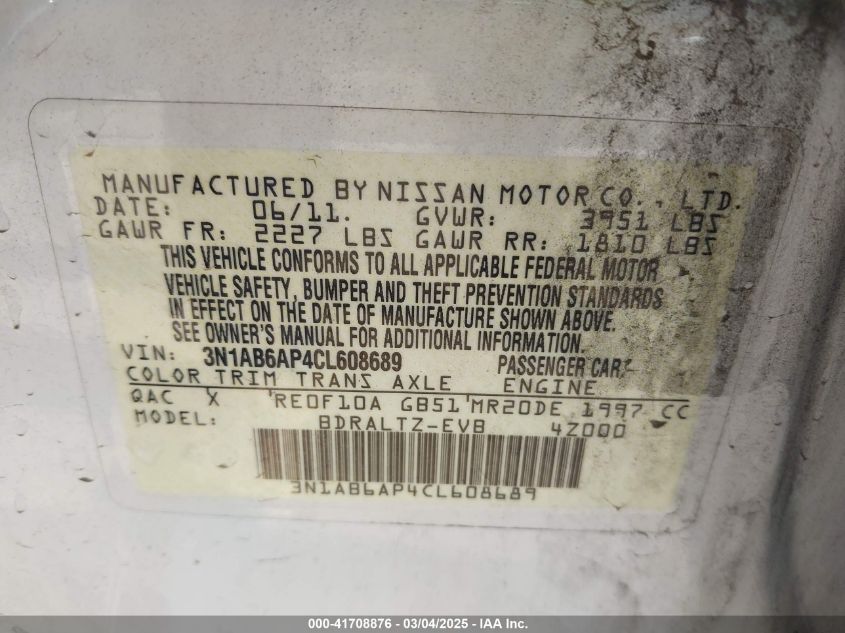 MANUFACTURED BY NISSAN MOTOR CO., LTD.
DATE: 06/11. GVWR: 3951 LBS
GAWR FR: 2227 LBS GAWR RR: 1810 LBS
THIS VEHICLE CONFORMS TO ALL APPLICABLE FEDERAL MOTOR
VEHICLE SAFETY, BUMPER AND THEFT PREVENTION STANDARDS
IN EFFECT ON THE DATE OF MANUFACTURE SHOWN ABOVE.
SEE OWNER'S MANUAL FOR ADDITIONAL INFORMATION.
VIN: 3N1AB6AP4CL608689 PASSENGER CAR
COLOR TRIM TRANS AXLE ENGINE
QAC X RE0F10A GB51 MR20DE 1997 CC
MODEL: BDRALTZ-EVB 4Z000
3N1AB6AP4CL608689
000-41708876 - 03/04/2025 - IAA Inc.